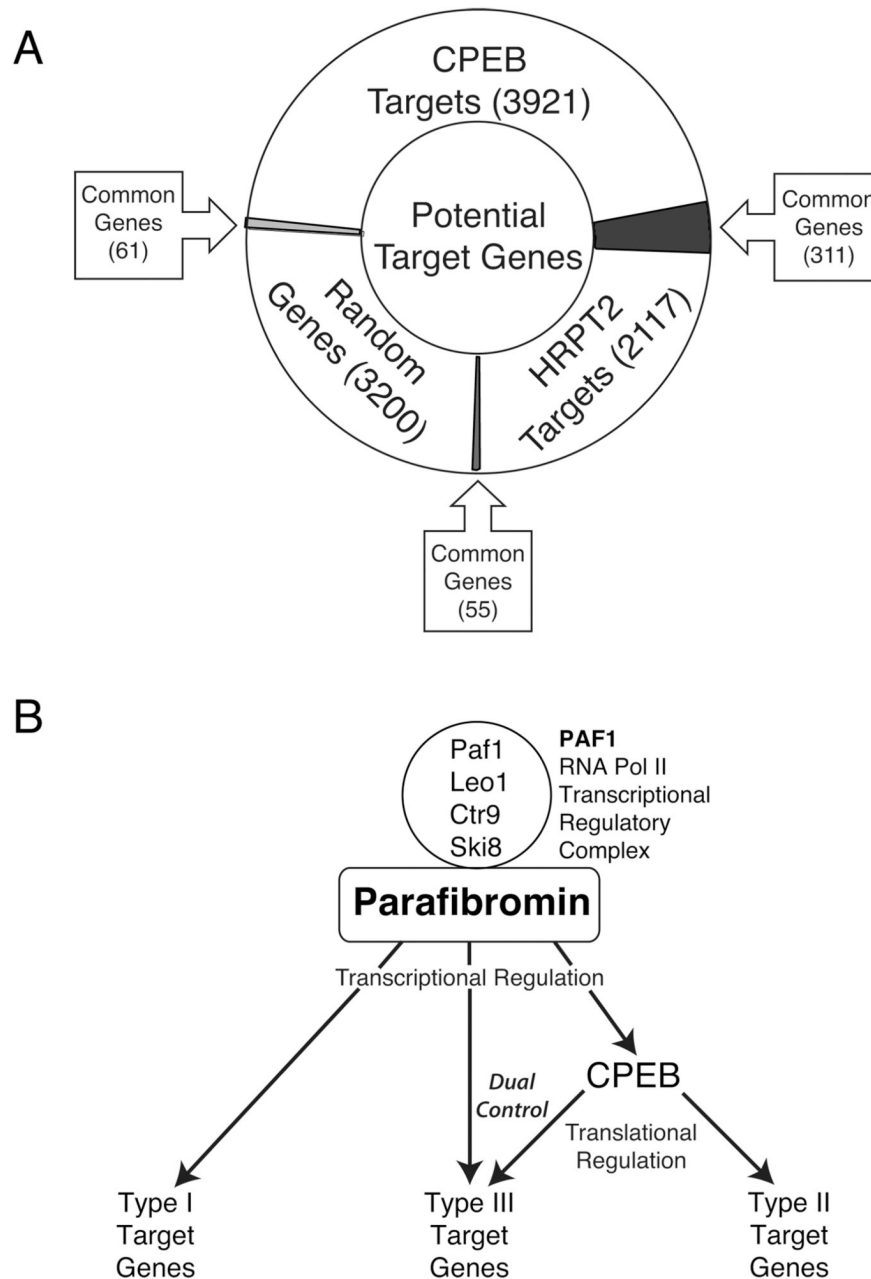 A
CPEB
Targets (3921)
Common
Genes
(61)
Potential
Target Genes
Common
Genes
(311)
Random
Genes (3200)
HRPT2
Targets (2117)
Common
Genes
(55)
B
Paf1
Leo1
Ctr9
Ski8
PAF1
RNA Pol II
Transcriptional
Regulatory
Complex
Parafibromin
Transcriptional Regulation
Dual
Control
CPEB
Translational
Regulation
Type I
Target
Genes
Type III
Target
Genes
Type II
Target
Genes